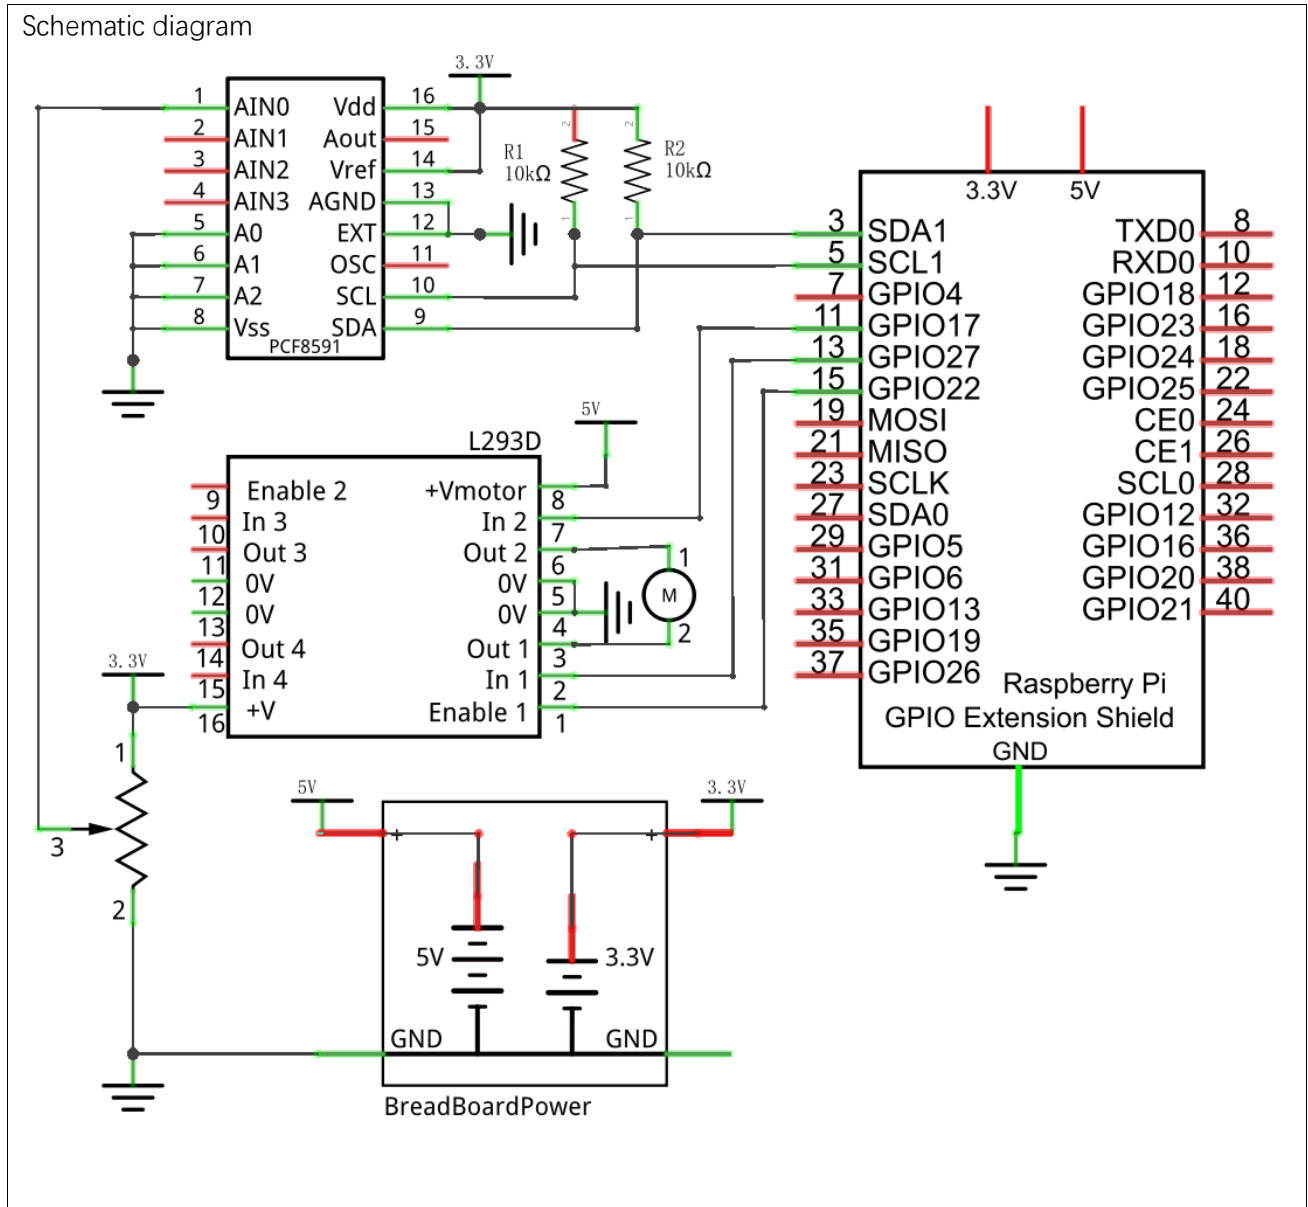 Schematic diagram
3.3V
1 AIN0 Vdd 16
2 AIN1 Aout 15
3 AIN2 Vref 14
4 AIN3 AGND 13
5 A0 EXT 12
6 A1 OSC 11
7 A2 SCL 10
8 Vss SDA 9
PCF8591
2
1
R1
10kΩ
2
1
R2
10kΩ
3.3V 5V
3 SDA1 TXD0 8
5 SCL1 RXD0 10
7 GPIO4 GPIO18 12
11 GPIO17 GPIO23 16
13 GPIO27 GPIO24 18
15 GPIO22 GPIO25 22
19 MOSI CE0 24
21 MISO CE1 26
23 SCLK SCL0 28
27 SDA0 GPIO12 32
29 GPIO5 GPIO16 36
31 GPIO6 GPIO20 38
33 GPIO13 GPIO21 40
35 GPIO19
37 GPIO26
Raspberry Pi
GPIO Extension Shield
GND
5V
L293D
9 Enable 2 +Vmotor 8
10 In 3 In 2 7
11 Out 3 Out 2 6
12 0V 0V 5
13 0V 0V 4
14 Out 4 Out 1 3
15 In 4 In 1 2
16 +V Enable 1 1
1
M
2
3.3V
1
3
2
5V
3.3V
+ +
5V 3.3V
GND GND
BreadBoardPower